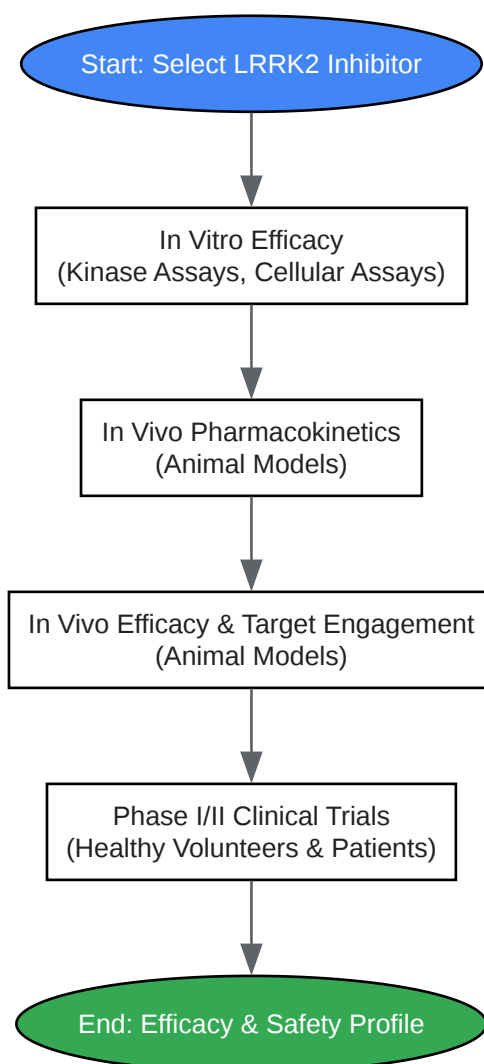 Start: Select LRRK2 Inhibitor
In Vitro Efficacy
(Kinase Assays, Cellular Assays)
In Vivo Pharmacokinetics
(Animal Models)
In Vivo Efficacy & Target Engagement
(Animal Models)
Phase I/II Clinical Trials
(Healthy Volunteers & Patients)
End: Efficacy & Safety Profile